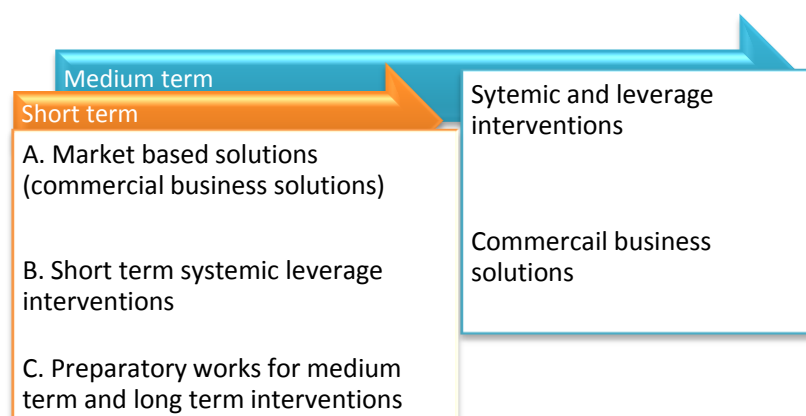 Medium term
Short term
A. Market based solutions
(commercial business solutions)
B. Short term systemic leverage
interventions
C. Preparatory works for medium
term and long term interventions
Sytemic and leverage
interventions
Commercail business
solutions